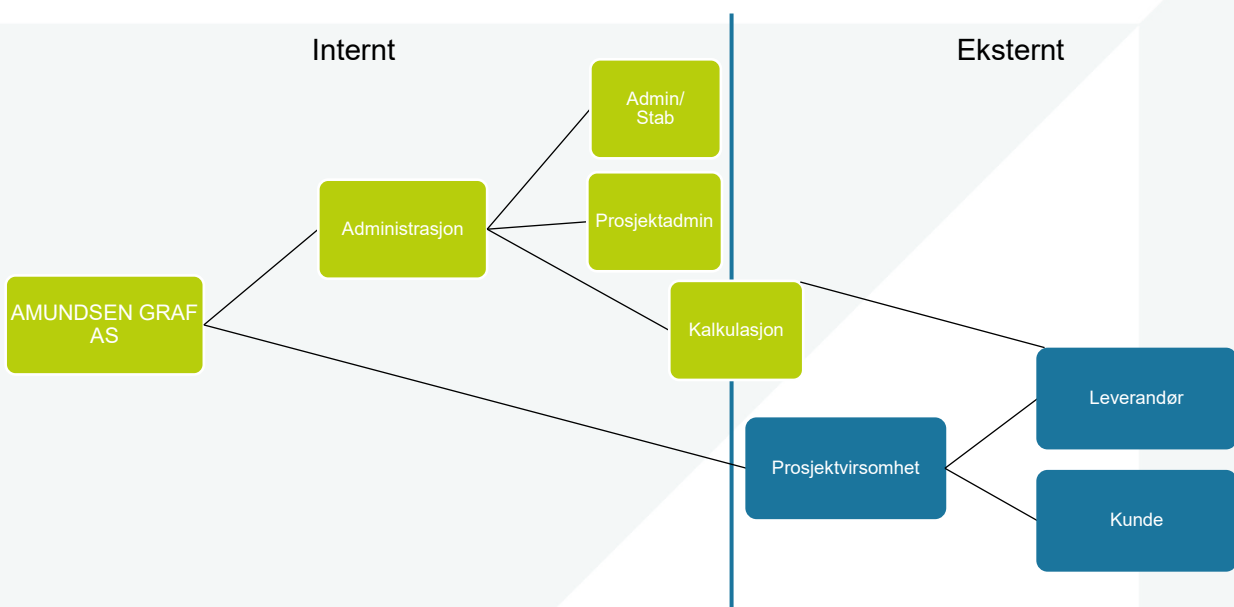 Internt
Eksternt
Admin/
Stab
Administrasjon
Prosjektadmin
AMUNDSEN GRAF
AS
Kalkulasjon
Leverandør
Prosjektvirsomhet
Kunde